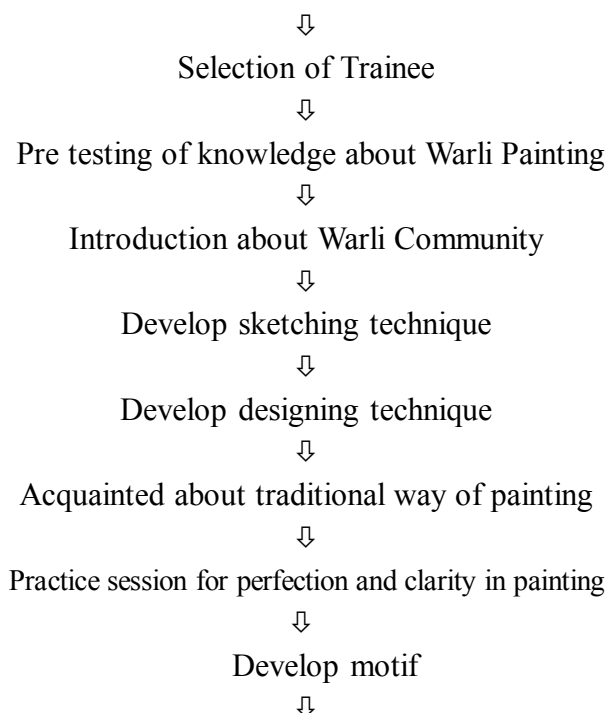 ⇩
Selection of Trainee
⇩
Pre testing of knowledge about Warli Painting
⇩
Introduction about Warli Community
⇩
Develop sketching technique
⇩
Develop designing technique
⇩
Acquainted about traditional way of painting
⇩
Practice session for perfection and clarity in painting
⇩
Develop motif
⇩